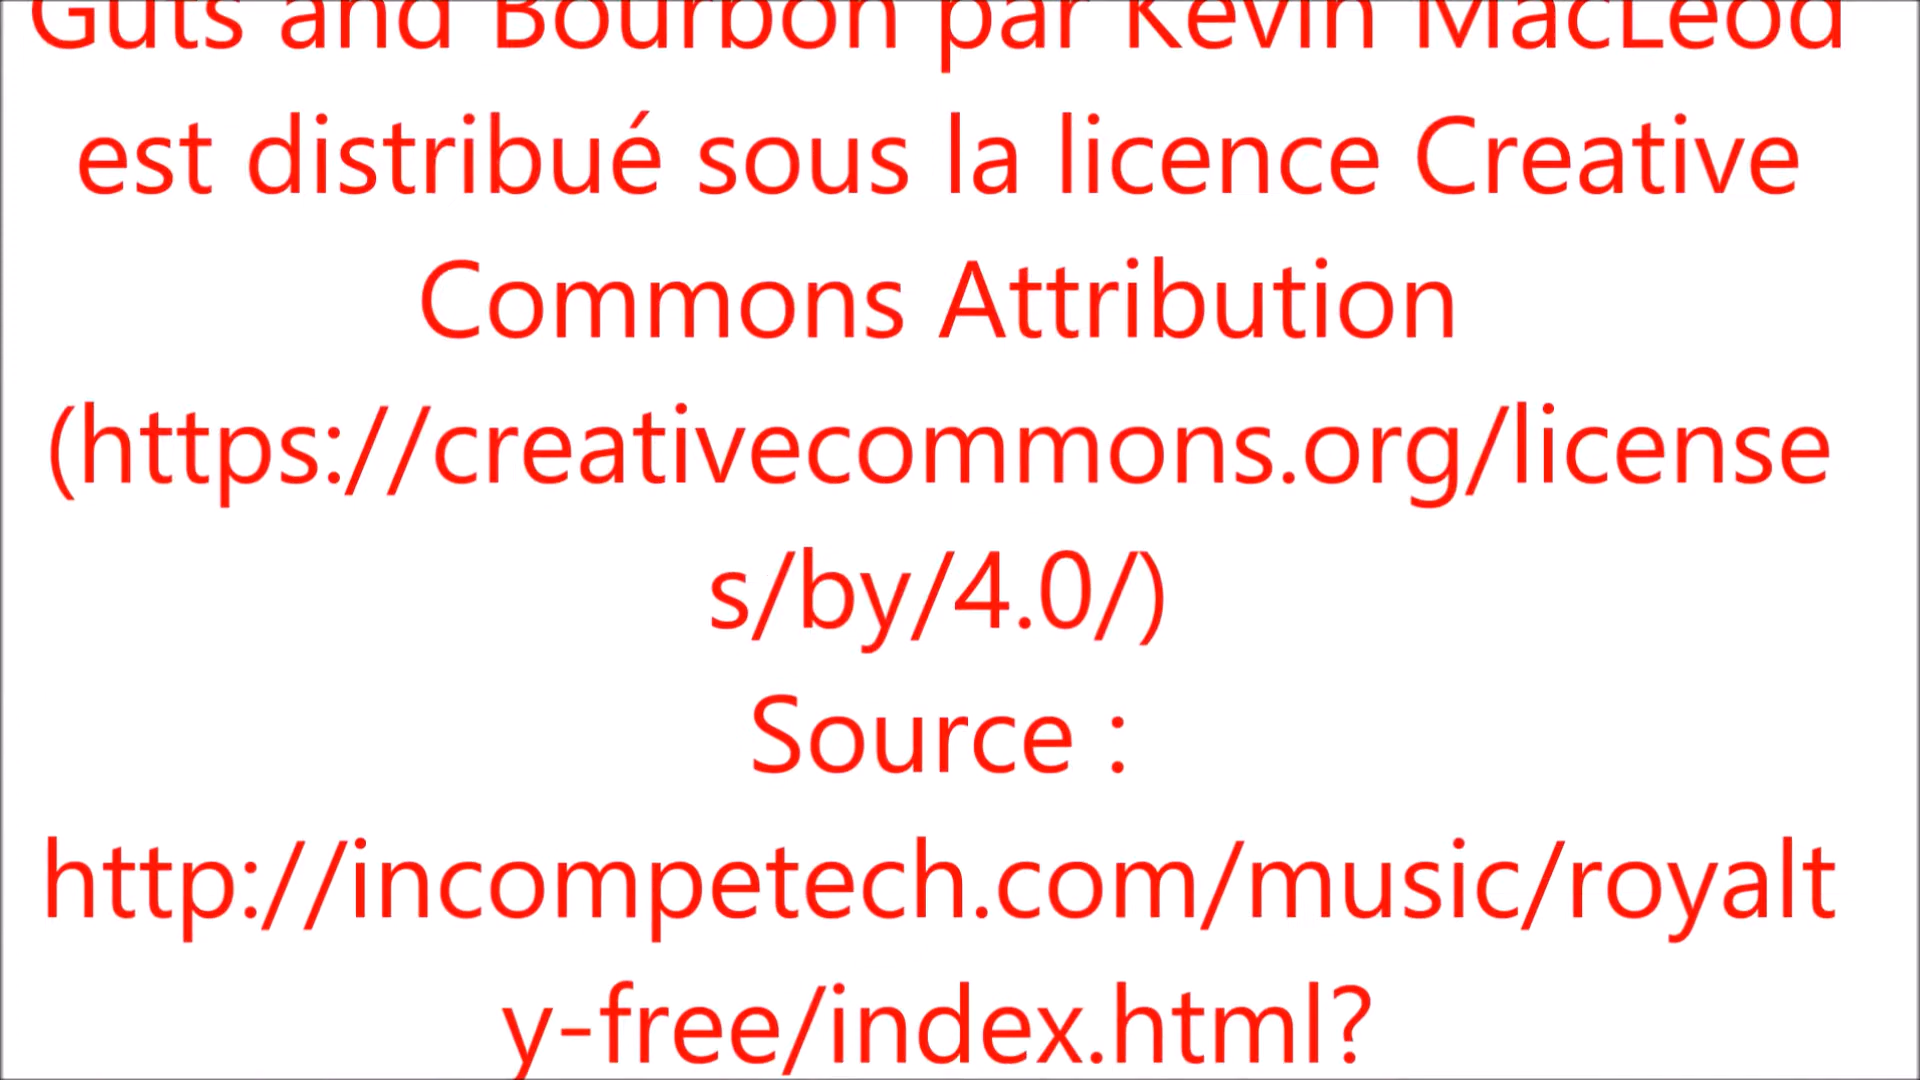 Guts and Bourbon par Kevin MacLeod
est distribué sous la licence Creative
Commons Attribution
(https://creativecommons.org/license
s/by/4.0/)
Source :
http://incompetech.com/music/royalt
y-free/index.html?